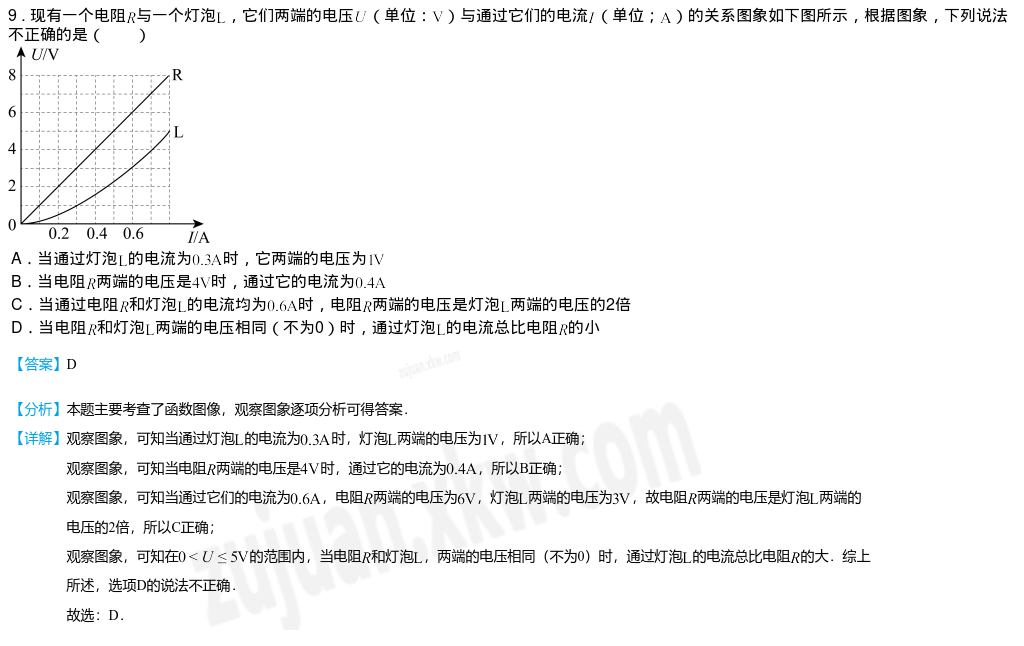 9．现有一个电阻R与一个灯泡L，它们两端的电压U（单位：V）与通过它们的电流I（单位；A）的关系图象如下图所示，根据图象，下列说法
不正确的是（　　）
U/V
8
R
6
L
4
2
0
0.2 0.4 0.6
I/A
A．当通过灯泡L的电流为0.3A时，它两端的电压为1V
B．当电阻R两端的电压是4V时，通过它的电流为0.4A
C．当通过电阻R和灯泡L的电流均为0.6A时，电阻R两端的电压是灯泡L两端的电压的2倍
D．当电阻R和灯泡L两端的电压相同（不为0）时，通过灯泡L的电流总比电阻R的小
【答案】D
zujuan.xkw.com
【分析】本题主要考查了函数图像，观察图象逐项分析可得答案．
【详解】观察图象，可知当通过灯泡L的电流为0.3A时，灯泡L两端的电压为1V，所以A正确；
观察图象，可知当电阻R两端的电压是4V时，通过它的电流为0.4A，所以B正确；
观察图象，可知当通过它们的电流为0.6A，电阻R两端的电压为6V，灯泡L两端的电压为3V，故电阻R两端的电压是灯泡L两端的
电压的2倍，所以C正确；
观察图象，可知在0 < U ≤ 5V的范围内，当电阻R和灯泡L，两端的电压相同（不为0）时，通过灯泡L的电流总比电阻R的大．综上
所述，选项D的说法不正确．
故选：D．
zujuan.xkw.com